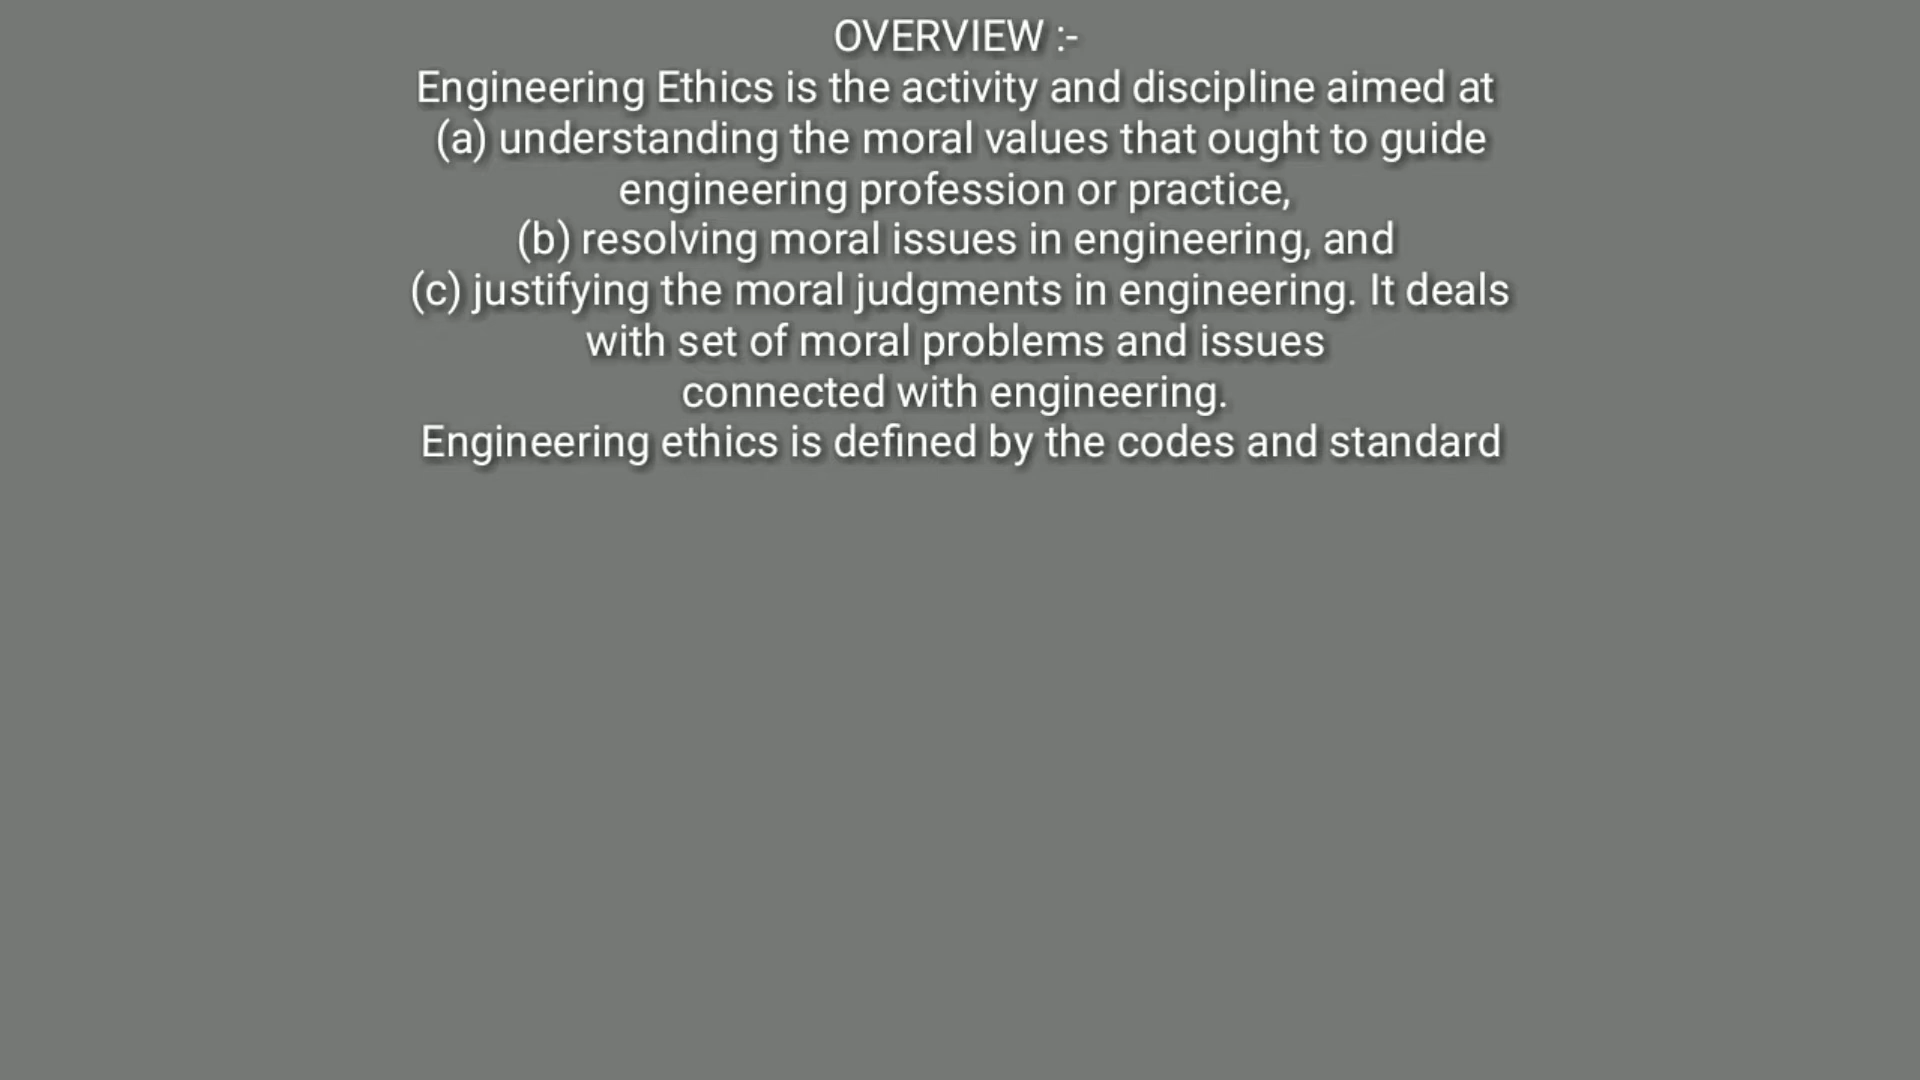 OVERVIEW :-
Engineering Ethics is the activity and discipline aimed at
(a) understanding the moral values that ought to guide
engineering profession or practice,
(b) resolving moral issues in engineering, and
(c) justifying the moral judgments in engineering. It deals
with set of moral problems and issues
connected with engineering.
Engineering ethics is defined by the codes and standard